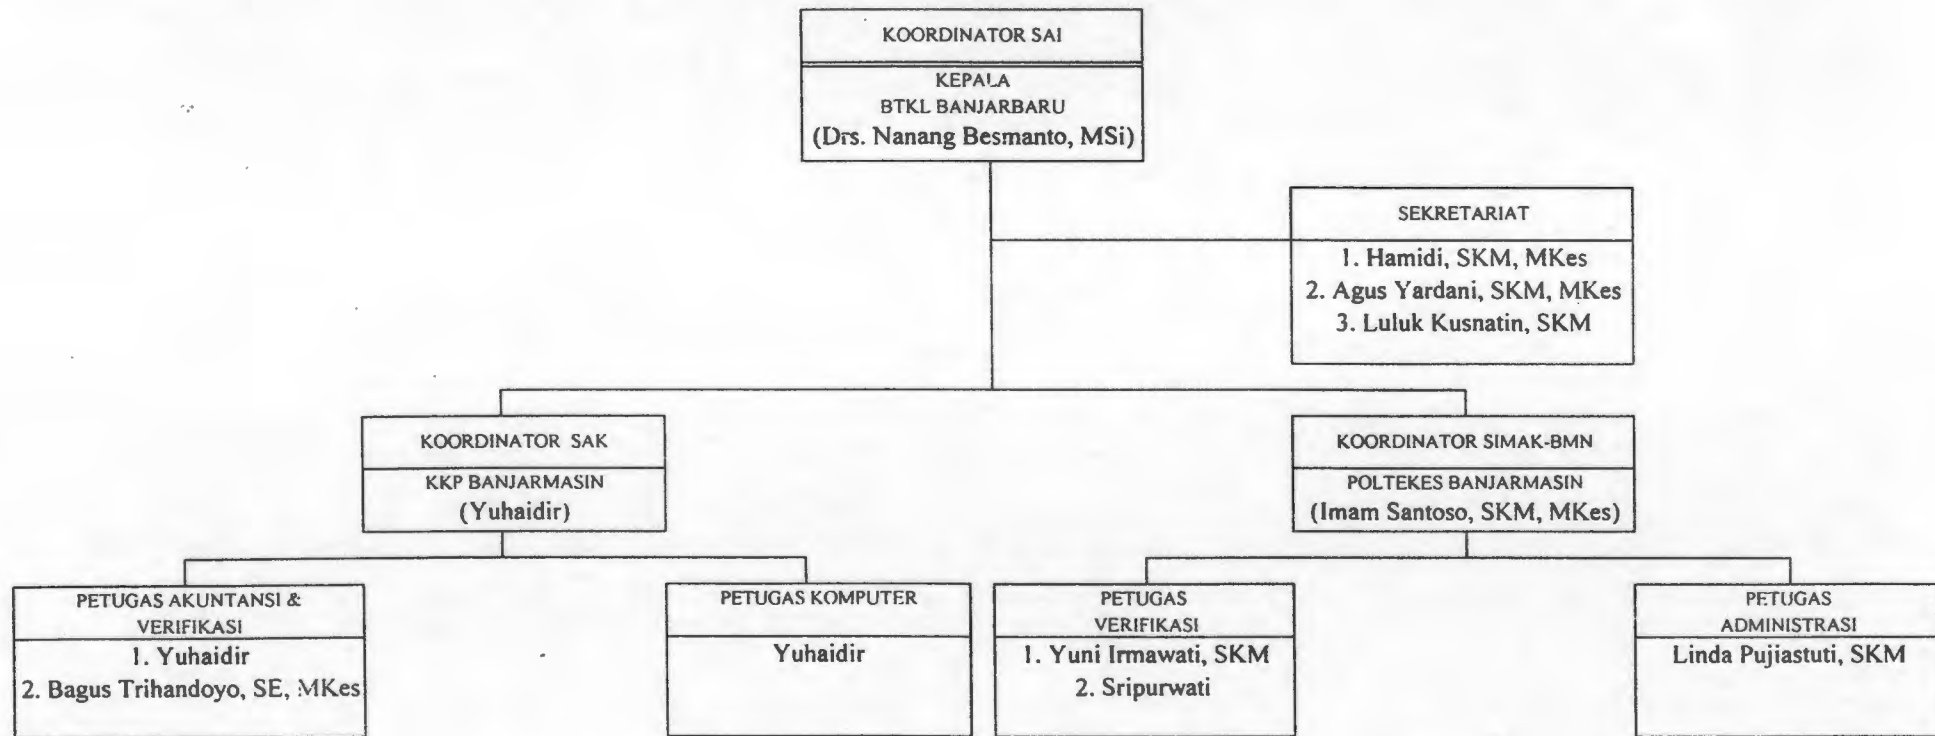 KOORDINATOR SAI
KEPALA
BTKL BANJARBARU
(Drs. Nanang Besmanto, MSi)
SEKRETARIAT
1. Hamidi, SKM, MKes
2. Agus Yardani, SKM, MKes
3. Luluk Kusnatin, SKM
KOORDINATOR SAK
KKP BANJARMASIN
(Yuhaidir)
KOORDINATOR SIMAK-BMN
POLTEKES BANJARMASIN
(Imam Santoso, SKM, MKes)
PETUGAS AKUNTANSI &
VERIFIKASI
1. Yuhaidir
2. Bagus Trihandoyo, SE, MKes
PETUGAS KOMPUTER
Yuhaidir
PETUGAS
VERIFIKASI
1. Yuni Irmawati, SKM
2. Sripurwati
PETUGAS
ADMINISTRASI
Linda Pujiastuti, SKM